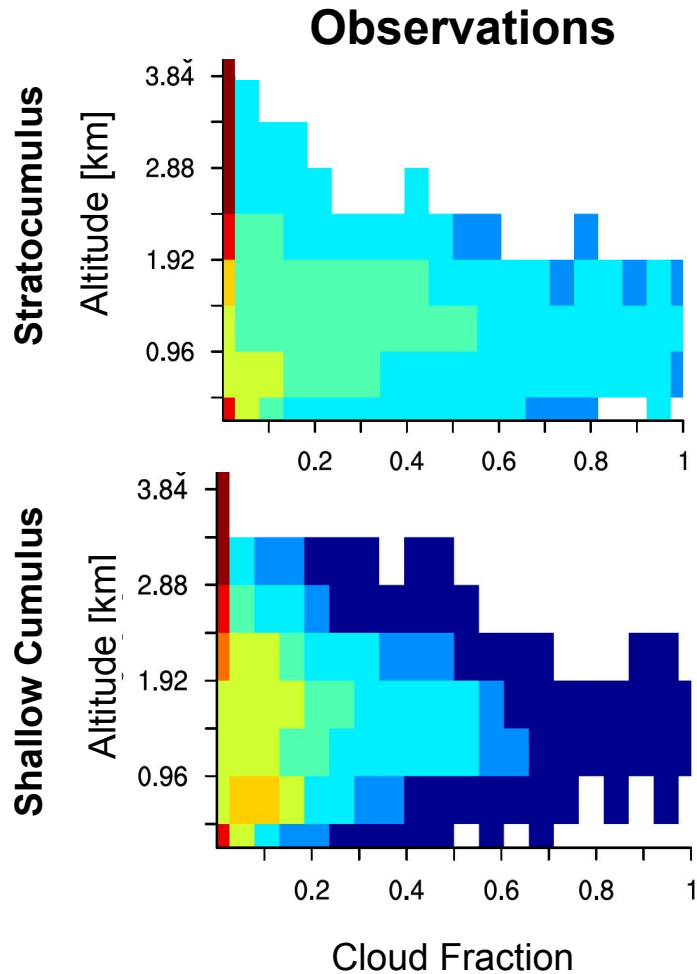 Observations
Stratocumulus
Altitude [km]
3.84
2.88
1.92
0.96
0.2 0.4 0.6 0.8 1
Shallow Cumulus
Altitude [km]
3.84
2.88
1.92
0.96
0.2 0.4 0.6 0.8 1
Cloud Fraction